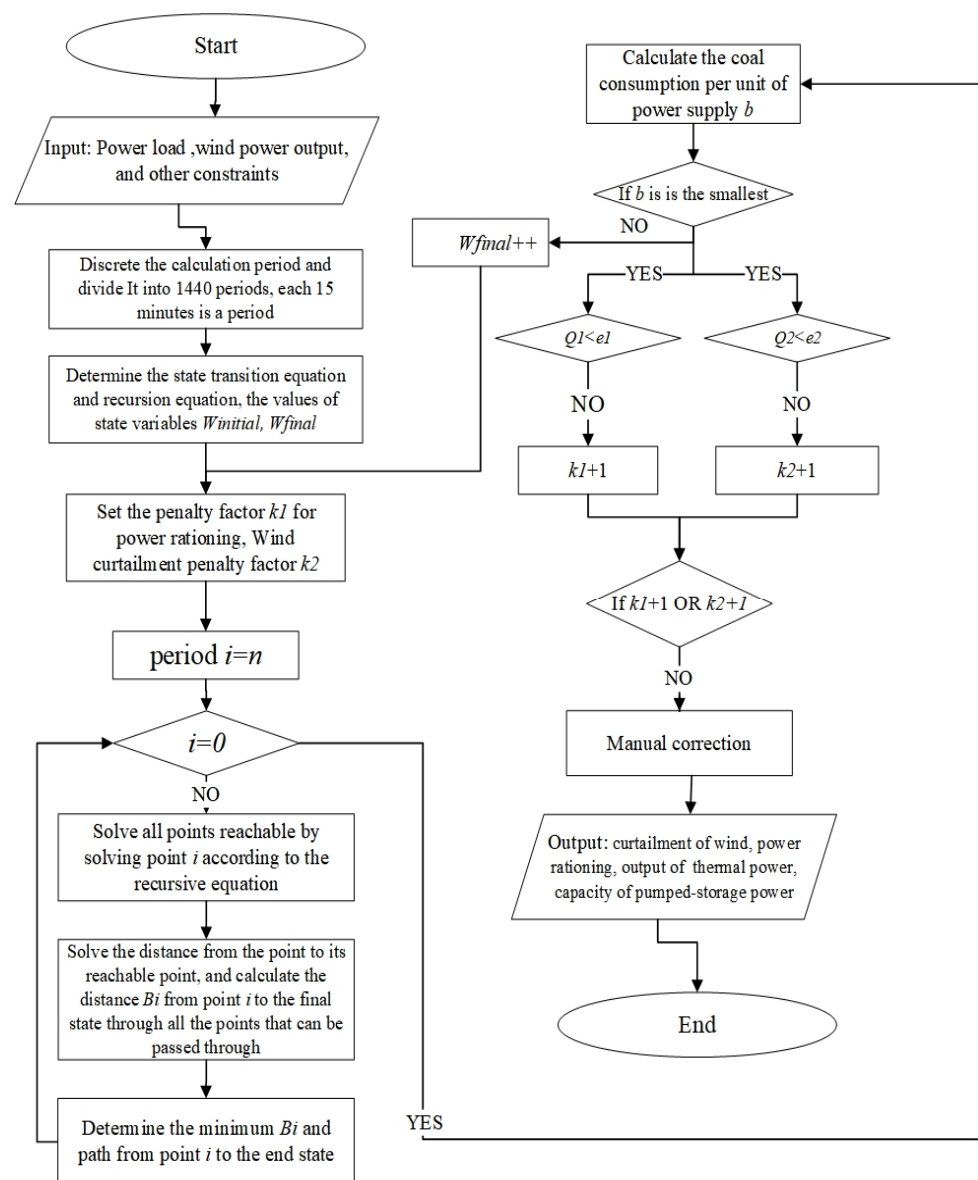 Start
Input: Power load ,wind power output,
and other constraints
Discrete the calculation period and
divide It into 1440 periods, each 15
minutes is a period
Determine the state transition equation
and recursion equation, the values of
state variables Winitial, Wfinal
Set the penalty factor k1 for
power rationing, Wind
curtailment penalty factor k2
period i=n
i=0
NO
Solve all points reachable by
solving point i according to the
recursive equation
Solve the distance from the point to its
reachable point, and calculate the
distance Bi from point i to the final
state through all the points that can be
passed through
Determine the minimum Bi and
path from point i to the end state
YES
Calculate the coal
consumption per unit of
power supply b
If b is is the smallest
NO
Wfinal++
YES
YES
Q1<e1
Q2<e2
NO
NO
k1+1
k2+1
If k1+1 OR k2+1
NO
Manual correction
Output: curtailment of wind, power
rationing, output of thermal power,
capacity of pumped-storage power
End